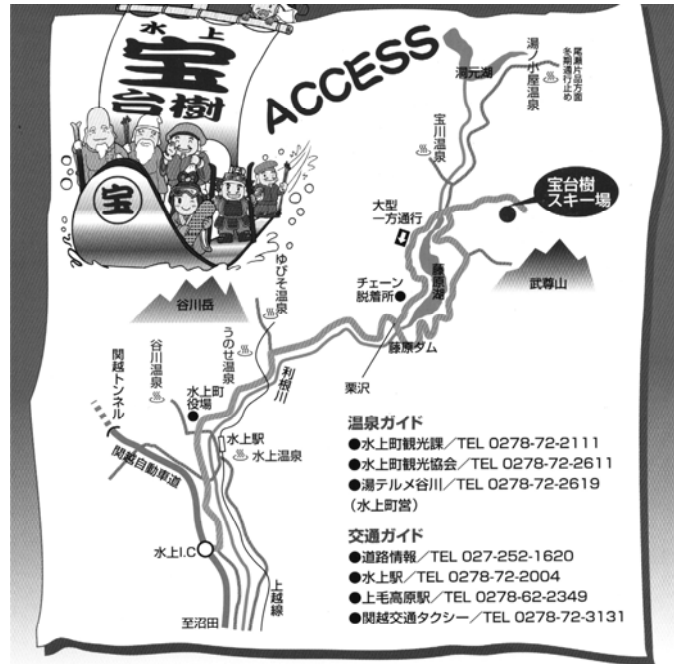 水上
宝
台樹
宝
ACCESS
湯元湖
湯ノ小屋温泉
尾瀬片品方面
冬期通行止め
宝川温泉
宝台樹
スキー場
大型
一方通行
藤原湖
武尊山
チェーン
脱着所
ゆびそ温泉
谷川岳
藤原ダム
うのせ温泉
谷川温泉
利根川
粟沢
関越トンネル
水上町
役場
水上駅
水上温泉
関越自動車道
水上I.C
上越線
至沼田
温泉ガイド
●水上町観光課/TEL 0278-72-2111
●水上町観光協会/TEL 0278-72-2611
●湯テルメ谷川/TEL 0278-72-2619
(水上町営)
交通ガイド
●道路情報/TEL 027-252-1620
●水上駅/TEL 0278-72-2004
●上毛高原駅/TEL 0278-62-2349
●関越交通タクシー/TEL 0278-72-3131